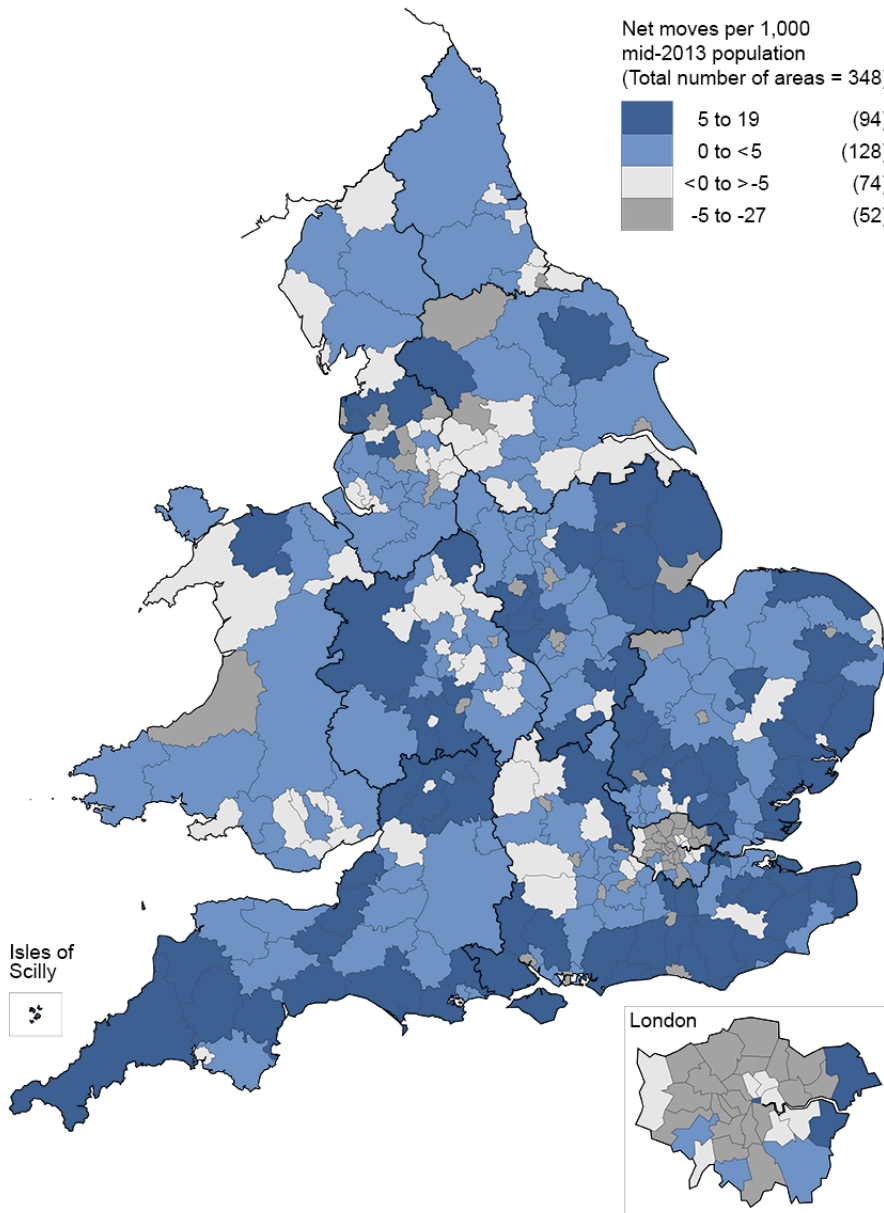 Net moves per 1,000
mid-2013 population
(Total number of areas = 348)
5 to 19 (94)
0 to <5 (128)
<0 to >-5 (74)
-5 to -27 (52)
Isles of
Scilly
London